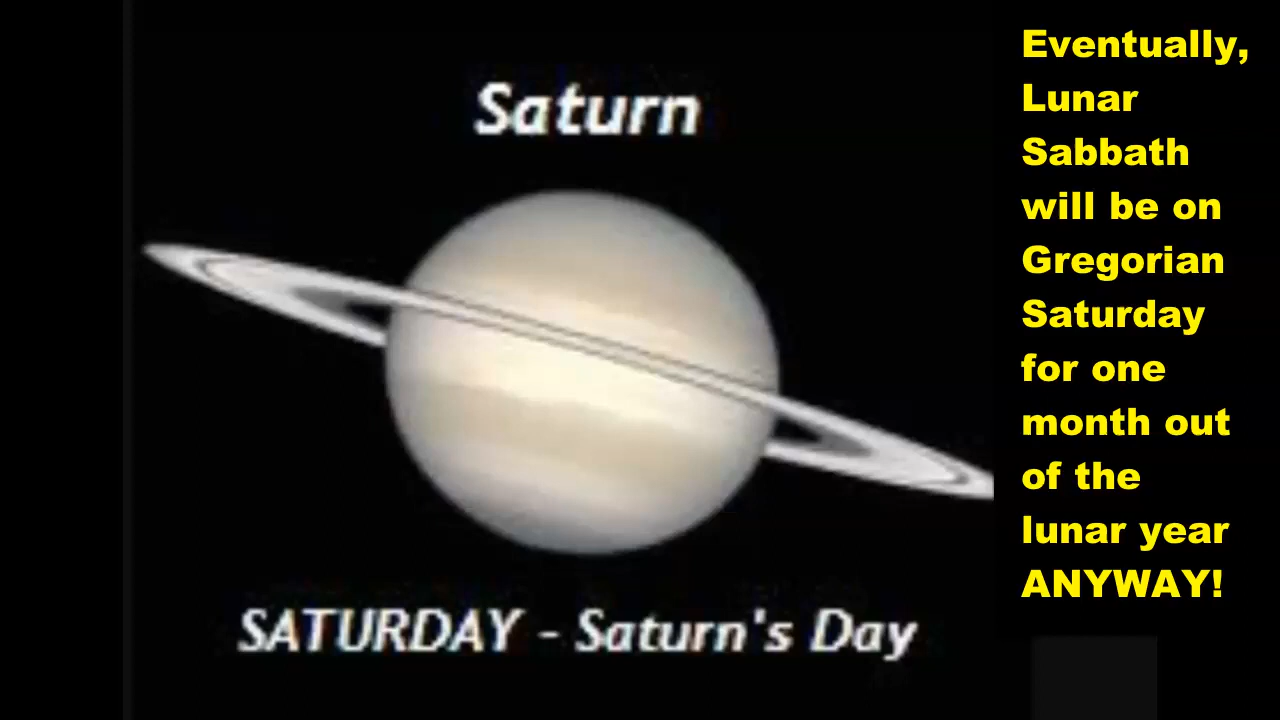 Saturn
SATURDAY - Saturn's Day
Eventually,
Lunar
Sabbath
will be on
Gregorian
Saturday
for one
month out
of the
lunar year
ANYWAY!